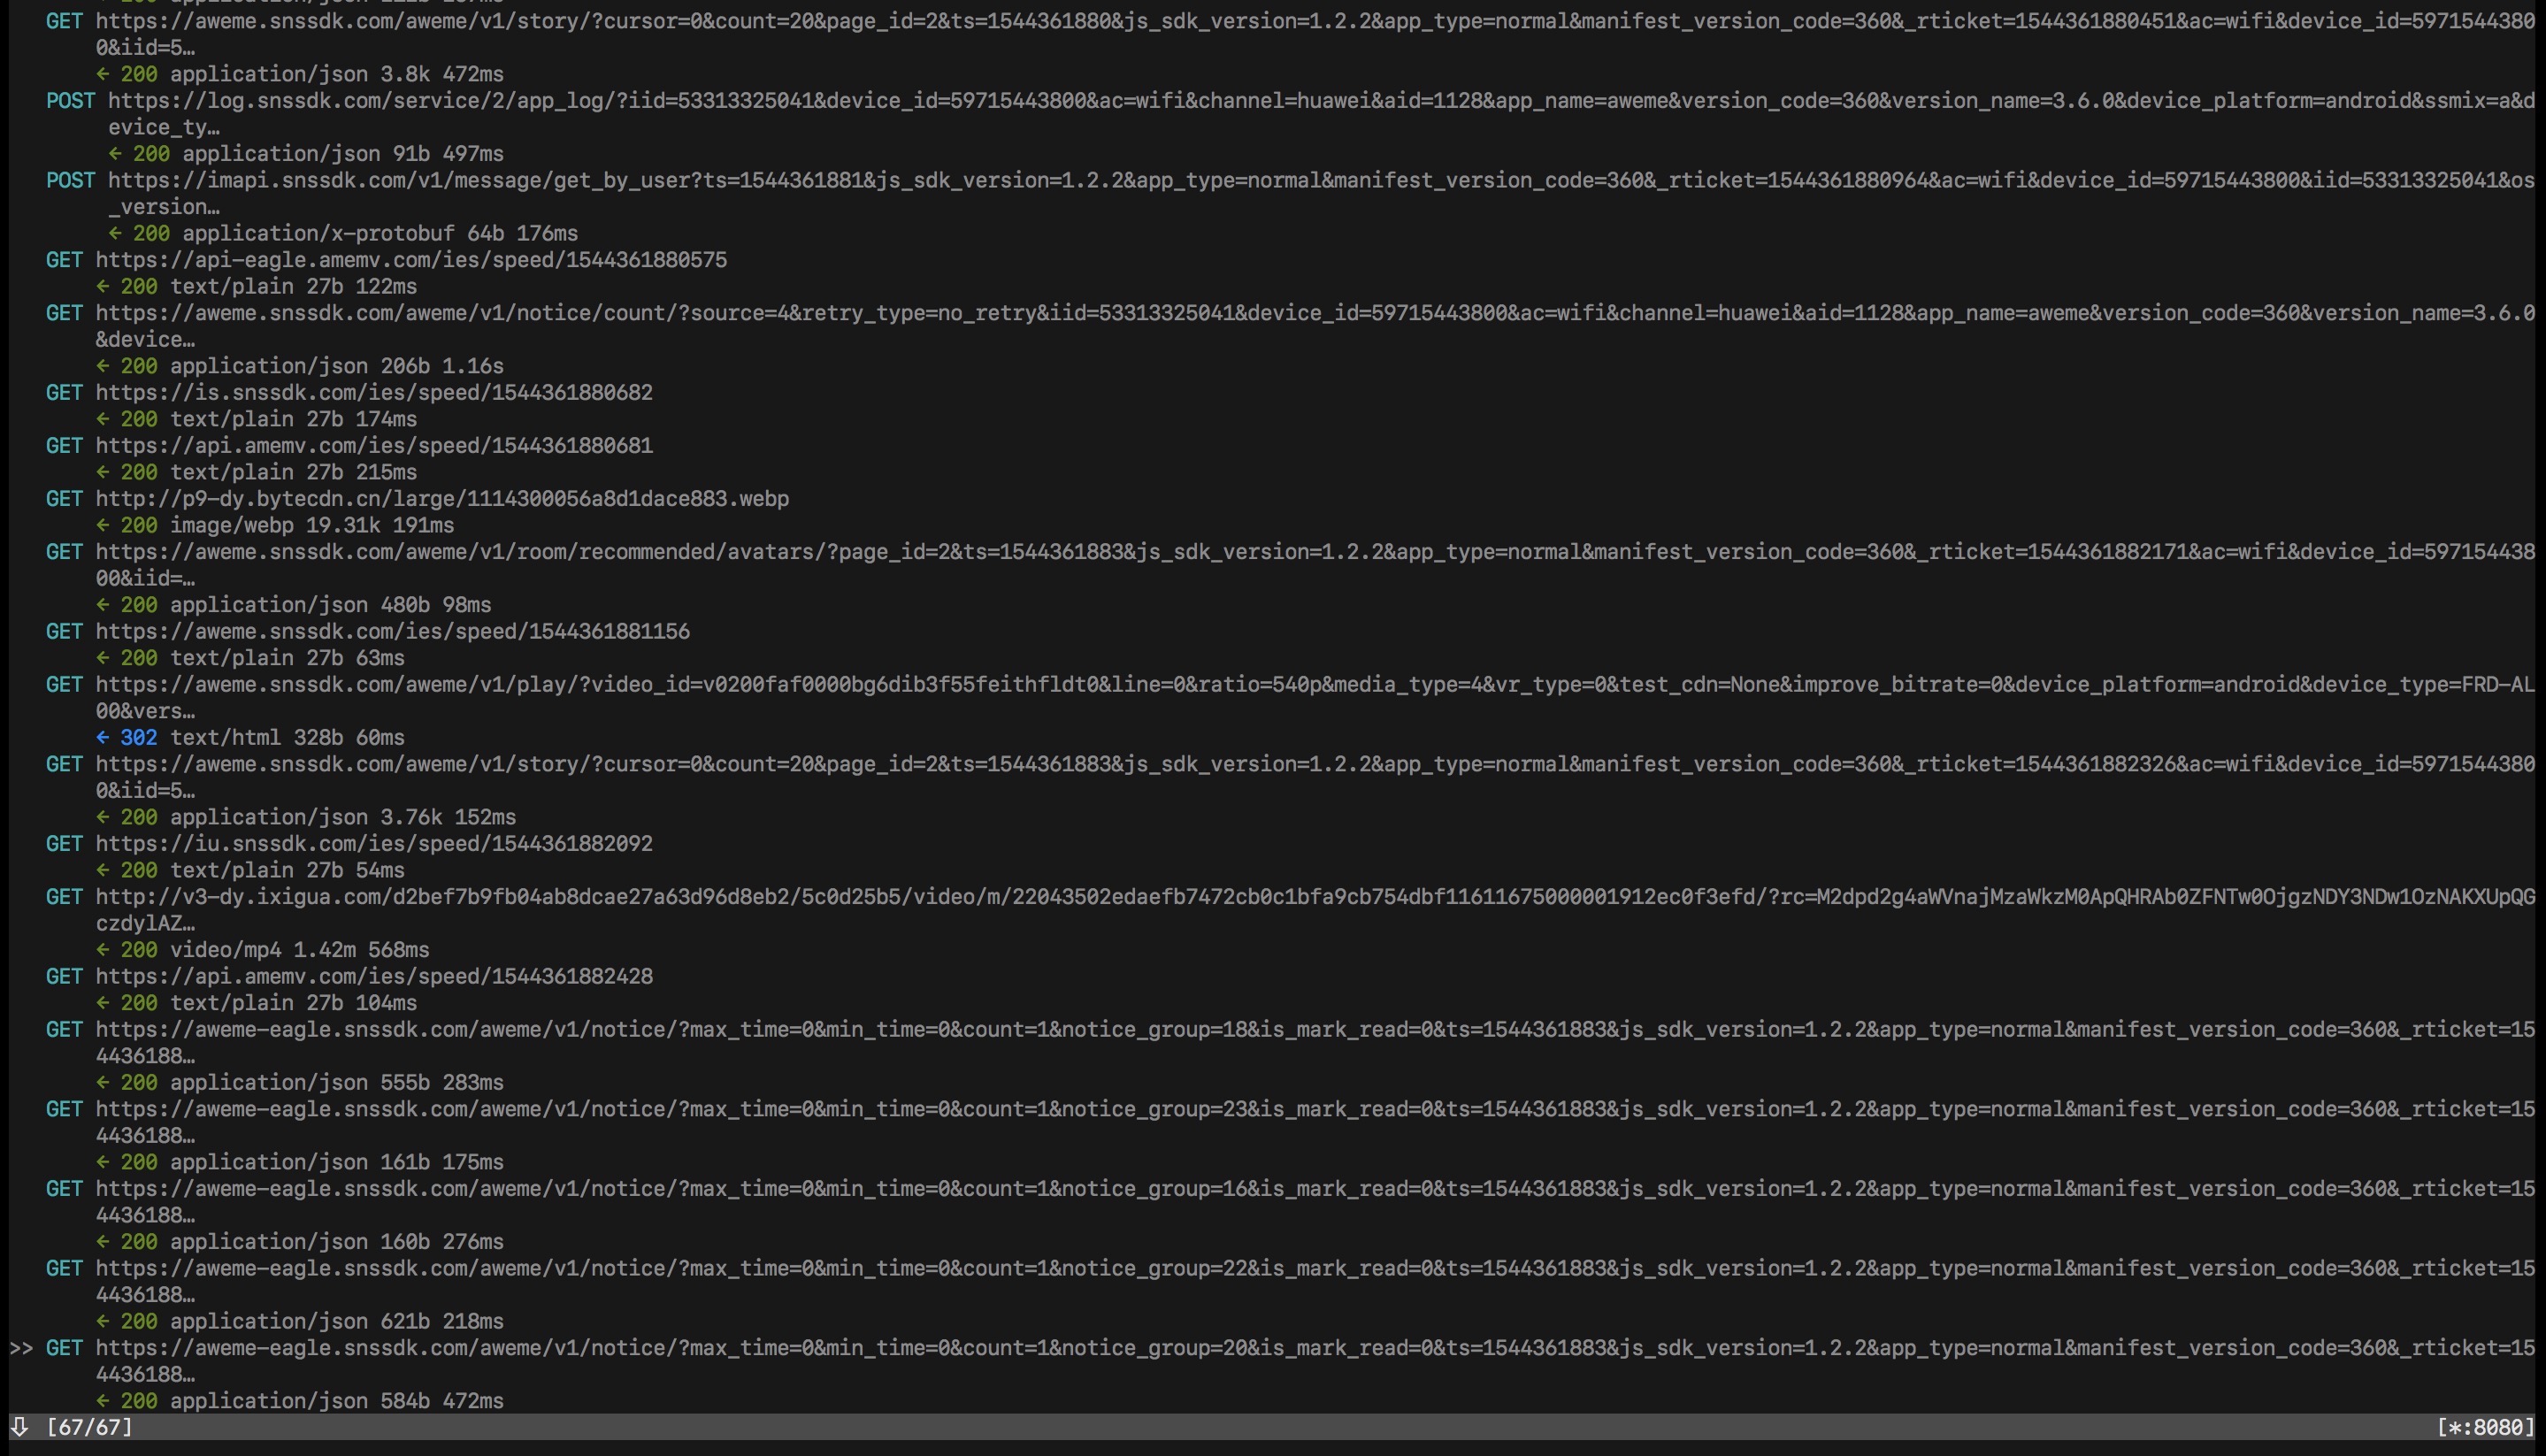 GET https://aweme.snssdk.com/aweme/v1/story/?cursor=0&count=20&page_id=2&ts=1544361880&js_sdk_version=1.2.2&app_type=normal&manifest_version_code=360&_rticket=1544361880451&ac=wifi&device_id=5971544380
0&iid=5…
← 200 application/json 3.8k 472ms
POST https://log.snssdk.com/service/2/app_log/?iid=53313325041&device_id=59715443800&ac=wifi&channel=huawei&aid=1128&app_name=aweme&version_code=360&version_name=3.6.0&device_platform=android&ssmix=a&d
evice_ty…
← 200 application/json 91b 497ms
POST https://imapi.snssdk.com/v1/message/get_by_user?ts=1544361881&js_sdk_version=1.2.2&app_type=normal&manifest_version_code=360&_rticket=1544361880964&ac=wifi&device_id=59715443800&iid=53313325041&os
_version…
← 200 application/x-protobuf 64b 176ms
GET https://api-eagle.amemv.com/ies/speed/1544361880575
← 200 text/plain 27b 122ms
GET https://aweme.snssdk.com/aweme/v1/notice/count/?source=4&retry_type=no_retry&iid=53313325041&device_id=59715443800&ac=wifi&channel=huawei&aid=1128&app_name=aweme&version_code=360&version_name=3.6.0
&device…
← 200 application/json 206b 1.16s
GET https://is.snssdk.com/ies/speed/1544361880682
← 200 text/plain 27b 174ms
GET https://api.amemv.com/ies/speed/1544361880681
← 200 text/plain 27b 215ms
GET http://p9-dy.bytecdn.cn/large/1114300056a8d1dace883.webp
← 200 image/webp 19.31k 191ms
GET https://aweme.snssdk.com/aweme/v1/room/recommended/avatars/?page_id=2&ts=1544361883&js_sdk_version=1.2.2&app_type=normal&manifest_version_code=360&_rticket=1544361882171&ac=wifi&device_id=597154438
00&iid=…
← 200 application/json 480b 98ms
GET https://aweme.snssdk.com/ies/speed/1544361881156
← 200 text/plain 27b 63ms
GET https://aweme.snssdk.com/aweme/v1/play/?video_id=v0200faf0000bg6dib3f55feithfldt0&line=0&ratio=540p&media_type=4&vr_type=0&test_cdn=None&improve_bitrate=0&device_platform=android&device_type=FRD-AL
00&vers…
← 302 text/html 328b 60ms
GET https://aweme.snssdk.com/aweme/v1/story/?cursor=0&count=20&page_id=2&ts=1544361883&js_sdk_version=1.2.2&app_type=normal&manifest_version_code=360&_rticket=1544361882326&ac=wifi&device_id=5971544380
0&iid=5…
← 200 application/json 3.76k 152ms
GET https://iu.snssdk.com/ies/speed/1544361882092
← 200 text/plain 27b 54ms
GET http://v3-dy.ixigua.com/d2bef7b9fb04ab8dcae27a63d96d8eb2/5c0d25b5/video/m/22043502edaefb7472cb0c1bfa9cb754dbf11611675000001912ec0f3efd/?rc=M2dpd2g4aWVnajMzaWkzM0ApQHRAb0ZFNTw0OjgzNDY3NDw1OzNAKXUpQG
czdylAZ…
← 200 video/mp4 1.42m 568ms
GET https://api.amemv.com/ies/speed/1544361882428
← 200 text/plain 27b 104ms
GET https://aweme-eagle.snssdk.com/aweme/v1/notice/?max_time=0&min_time=0&count=1&notice_group=18&is_mark_read=0&ts=1544361883&js_sdk_version=1.2.2&app_type=normal&manifest_version_code=360&_rticket=15
4436188…
← 200 application/json 555b 283ms
GET https://aweme-eagle.snssdk.com/aweme/v1/notice/?max_time=0&min_time=0&count=1&notice_group=23&is_mark_read=0&ts=1544361883&js_sdk_version=1.2.2&app_type=normal&manifest_version_code=360&_rticket=15
4436188…
← 200 application/json 161b 175ms
GET https://aweme-eagle.snssdk.com/aweme/v1/notice/?max_time=0&min_time=0&count=1&notice_group=16&is_mark_read=0&ts=1544361883&js_sdk_version=1.2.2&app_type=normal&manifest_version_code=360&_rticket=15
4436188…
← 200 application/json 160b 276ms
GET https://aweme-eagle.snssdk.com/aweme/v1/notice/?max_time=0&min_time=0&count=1&notice_group=22&is_mark_read=0&ts=1544361883&js_sdk_version=1.2.2&app_type=normal&manifest_version_code=360&_rticket=15
4436188…
← 200 application/json 621b 218ms
>> GET https://aweme-eagle.snssdk.com/aweme/v1/notice/?max_time=0&min_time=0&count=1&notice_group=20&is_mark_read=0&ts=1544361883&js_sdk_version=1.2.2&app_type=normal&manifest_version_code=360&_rticket=15
4436188…
← 200 application/json 584b 472ms
⇩ [67/67] [*:8080]